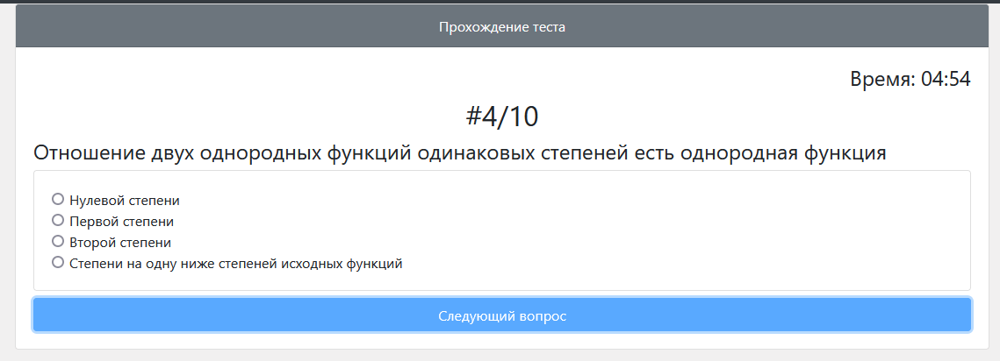 Прохождение теста
Время: 04:54
#4/10
Отношение двух однородных функций одинаковых степеней есть однородная функция
Нулевой степени
Первой степени
Второй степени
Степени на одну ниже степеней исходных функций
Следующий вопрос